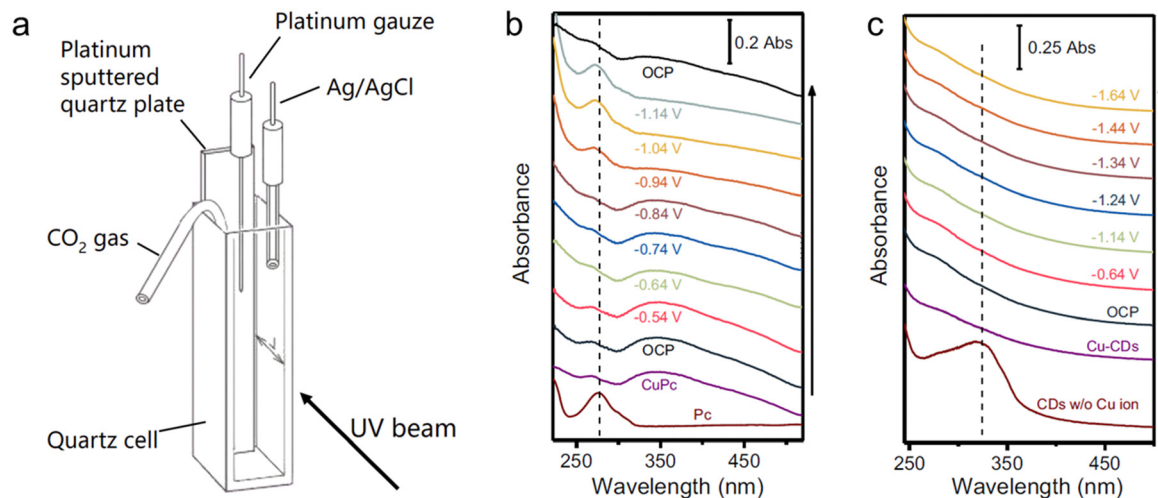 a
Platinum gauze
Platinum
sputtered
quartz plate
Ag/AgCl
CO₂ gas
Quartz cell
UV beam
b
0.2 Abs
OCP
-1.14 V
-1.04 V
-0.94 V
-0.84 V
-0.74 V
-0.64 V
-0.54 V
OCP
CuPc
Pc
Absorbance
250 350 450
Wavelength (nm)
c
0.25 Abs
-1.64 V
-1.44 V
-1.34 V
-1.24 V
-1.14 V
-0.64 V
OCP
Cu-CDs
CDs w/o Cu ion
Absorbance
250 300 350 400 450 500
Wavelength (nm)